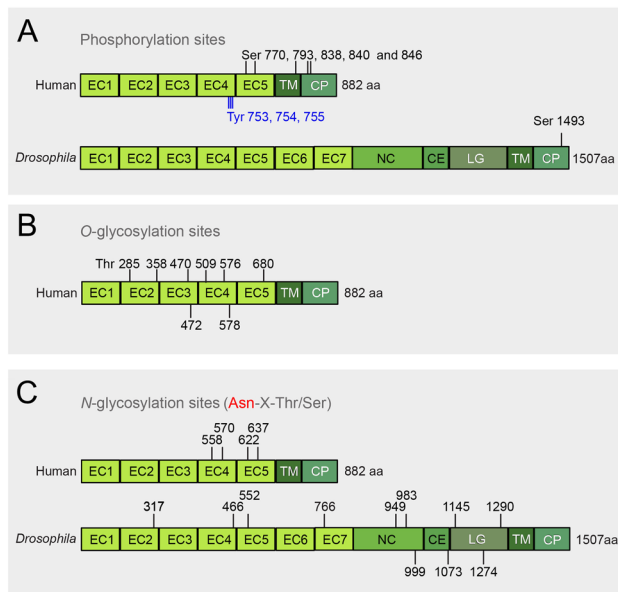 A
Phosphorylation sites
Ser 770, 793, 838, 840 and 846
Human EC1 EC2 EC3 EC4 EC5 TM CP 882 aa
Tyr 753, 754, 755
Ser 1493
Drosophila EC1 EC2 EC3 EC4 EC5 EC6 EC7 NC CE LG TM CP 1507aa
B
O-glycosylation sites
Thr 285 358 470 509 576 680
Human EC1 EC2 EC3 EC4 EC5 TM CP 882 aa
472 578
C
N-glycosylation sites (Asn-X-Thr/Ser)
570 637
558 622
Human EC1 EC2 EC3 EC4 EC5 TM CP 882 aa
552 983
317 466 766 949 1145 1290
Drosophila EC1 EC2 EC3 EC4 EC5 EC6 EC7 NC CE LG TM CP 1507aa
999 1073 1274